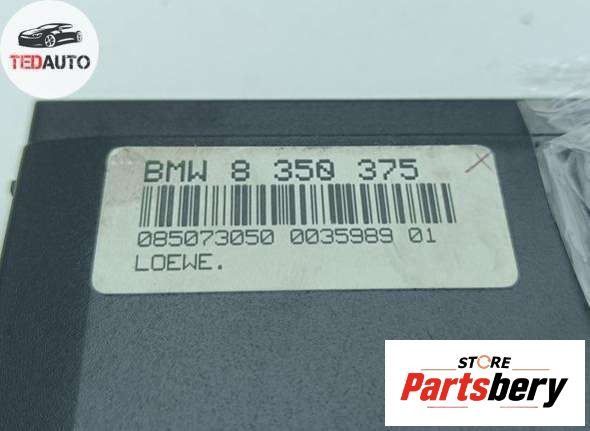 TEDAUTO
BMW 8 350 375
085073050 0035989 01
LOEWE.
STORE
Partsbery